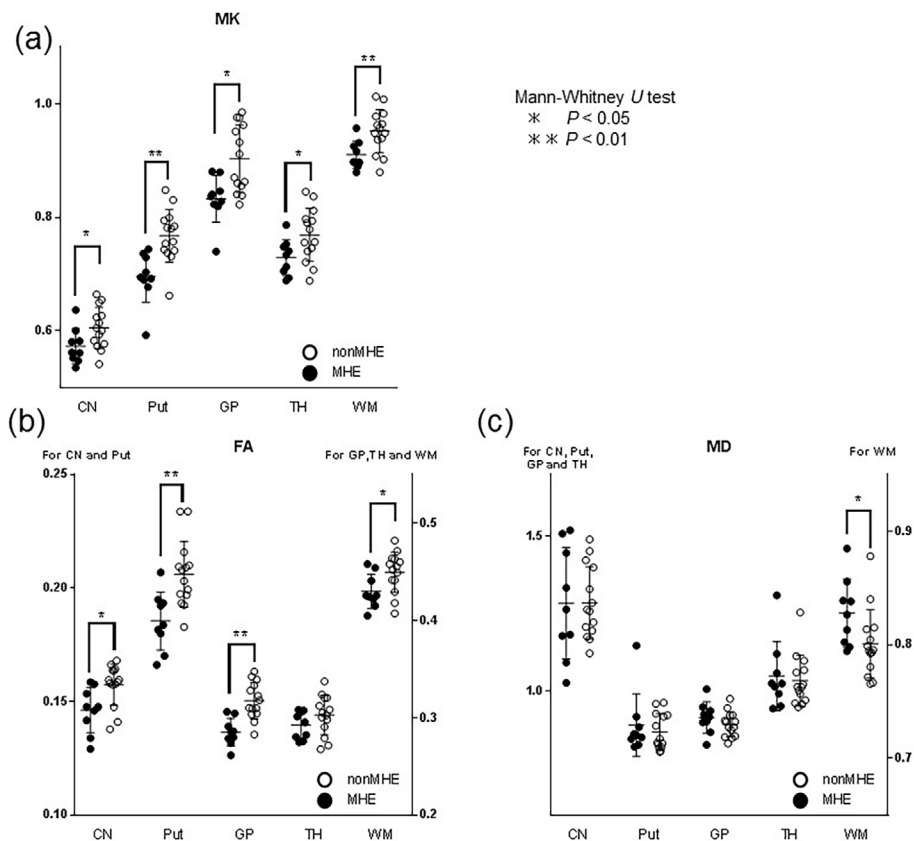 (a)
MK
**
*
**
*
*
1.0
0.8
0.6
nonMHE
MHE
CN Put GP TH WM
Mann-Whitney U test
* P < 0.05
** P < 0.01
(b)
FA
For CN and Put
For GP,TH and WM
0.25
0.20
0.15
0.10
**
*
*
**
0.5
0.4
0.3
0.2
nonMHE
MHE
CN Put GP TH WM
(c)
MD
For CN, Put,
GP and TH
For WM
*
1.5
1.0
0.9
0.8
0.7
nonMHE
MHE
CN Put GP TH WM